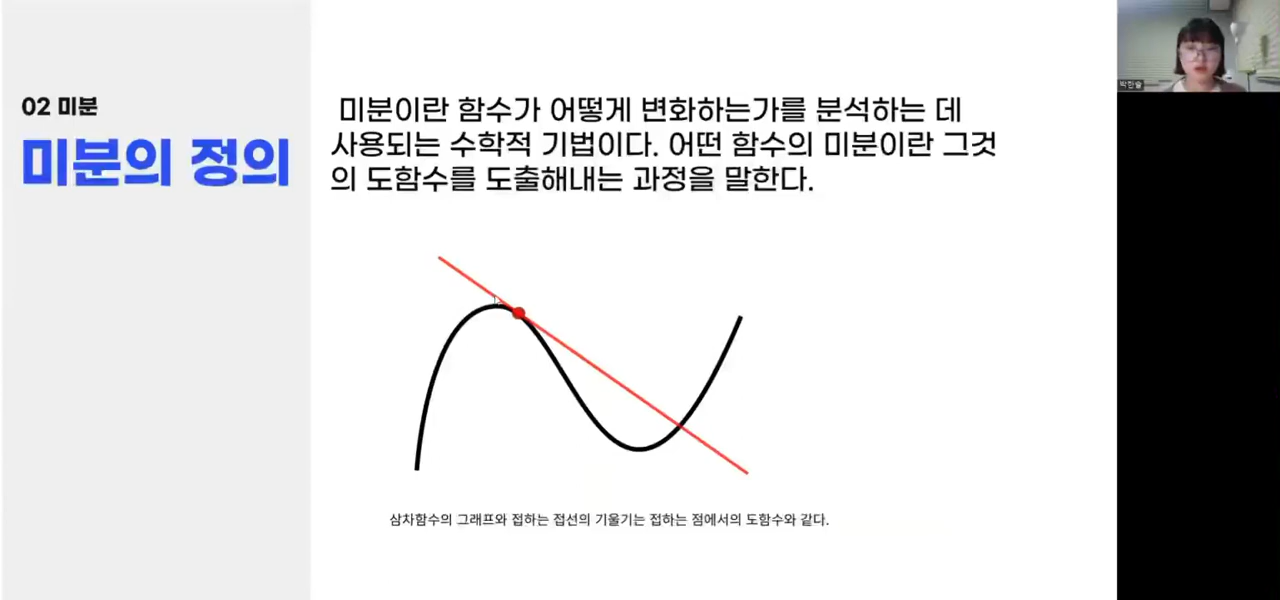 02 미분
미분의 정의
미분이란 함수가 어떻게 변화하는가를 분석하는 데
사용되는 수학적 기법이다. 어떤 함수의 미분이란 그것
의 도함수를 도출해내는 과정을 말한다.
삼차함수의 그래프와 접하는 접선의 기울기는 접하는 점에서의 도함수와 같다.